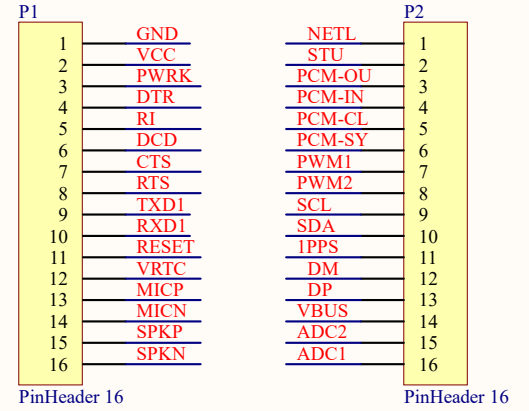 P1
GND
1
VCC
2
PWRK
3
DTR
4
RI
5
DCD
6
CTS
7
RTS
8
TXD1
9
RXD1
10
RESET
11
VRTC
12
MICP
13
MICN
14
SPKP
15
SPKN
16
PinHeader 16
P2
NETL
1
STU
2
PCM-OU
3
PCM-IN
4
PCM-CL
5
PCM-SY
6
PWM1
7
PWM2
8
SCL
9
SDA
10
1PPS
11
DM
12
DP
13
VBUS
14
ADC2
15
ADC1
16
PinHeader 16